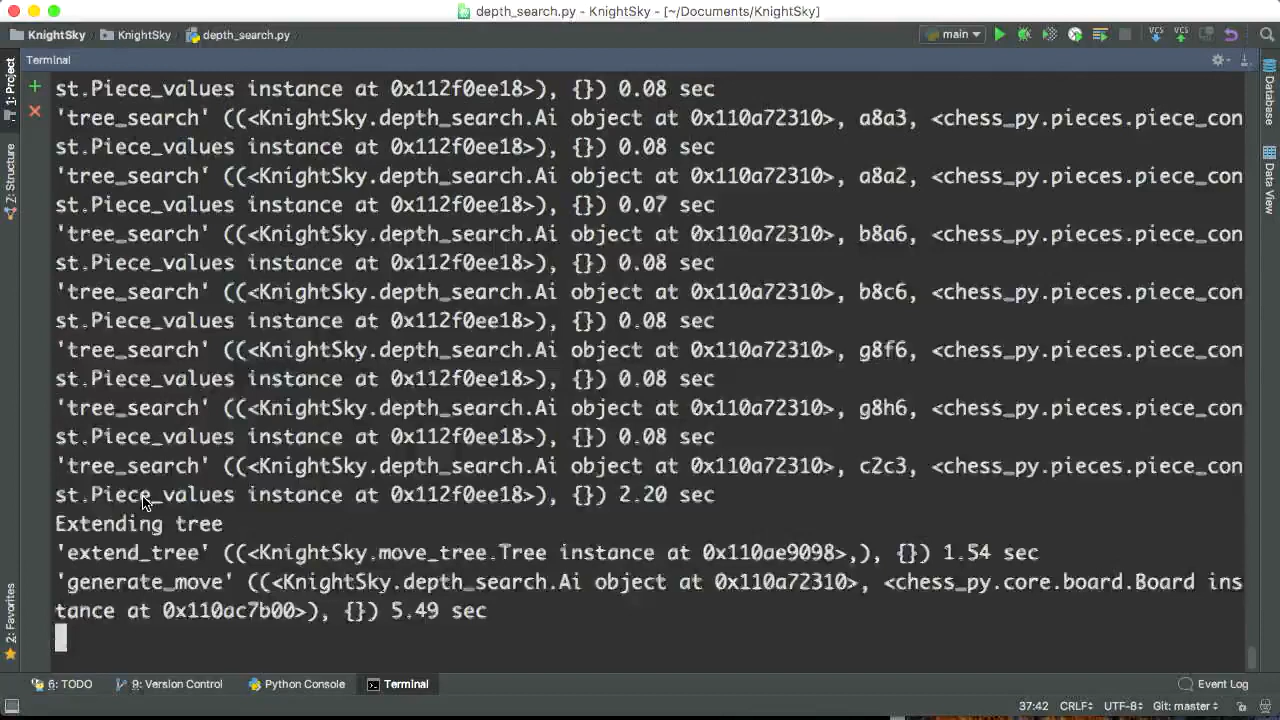 depth_search.py - KnightSky - [~/Documents/KnightSky]
KnightSky KnightSky depth_search.py main
Terminal
st.Piece_values instance at 0x112f0ee18>), {}) 0.08 sec
'tree_search' ((<KnightSky.depth_search.Ai object at 0x110a72310>, a8a3, <chess_py.pieces.piece_con
st.Piece_values instance at 0x112f0ee18>), {}) 0.08 sec
'tree_search' ((<KnightSky.depth_search.Ai object at 0x110a72310>, a8a2, <chess_py.pieces.piece_con
st.Piece_values instance at 0x112f0ee18>), {}) 0.07 sec
'tree_search' ((<KnightSky.depth_search.Ai object at 0x110a72310>, b8a6, <chess_py.pieces.piece_con
st.Piece_values instance at 0x112f0ee18>), {}) 0.08 sec
'tree_search' ((<KnightSky.depth_search.Ai object at 0x110a72310>, b8c6, <chess_py.pieces.piece_con
st.Piece_values instance at 0x112f0ee18>), {}) 0.08 sec
'tree_search' ((<KnightSky.depth_search.Ai object at 0x110a72310>, g8f6, <chess_py.pieces.piece_con
st.Piece_values instance at 0x112f0ee18>), {}) 0.08 sec
'tree_search' ((<KnightSky.depth_search.Ai object at 0x110a72310>, g8h6, <chess_py.pieces.piece_con
st.Piece_values instance at 0x112f0ee18>), {}) 0.08 sec
'tree_search' ((<KnightSky.depth_search.Ai object at 0x110a72310>, c2c3, <chess_py.pieces.piece_con
st.Piece_values instance at 0x112f0ee18>), {}) 2.20 sec
Extending tree
'extend_tree' ((<KnightSky.move_tree.Tree instance at 0x110ae9098>,), {}) 1.54 sec
'generate_move' ((<KnightSky.depth_search.Ai object at 0x110a72310>, <chess_py.core.board.Board ins
tance at 0x110ac7b00>), {}) 5.49 sec
1: Project
Z: Structure
2: Favorites
Database
Data View
VCS VCS
6: TODO 9: Version Control Python Console Terminal Event Log
37:42 CRLF UTF-8 Git: master